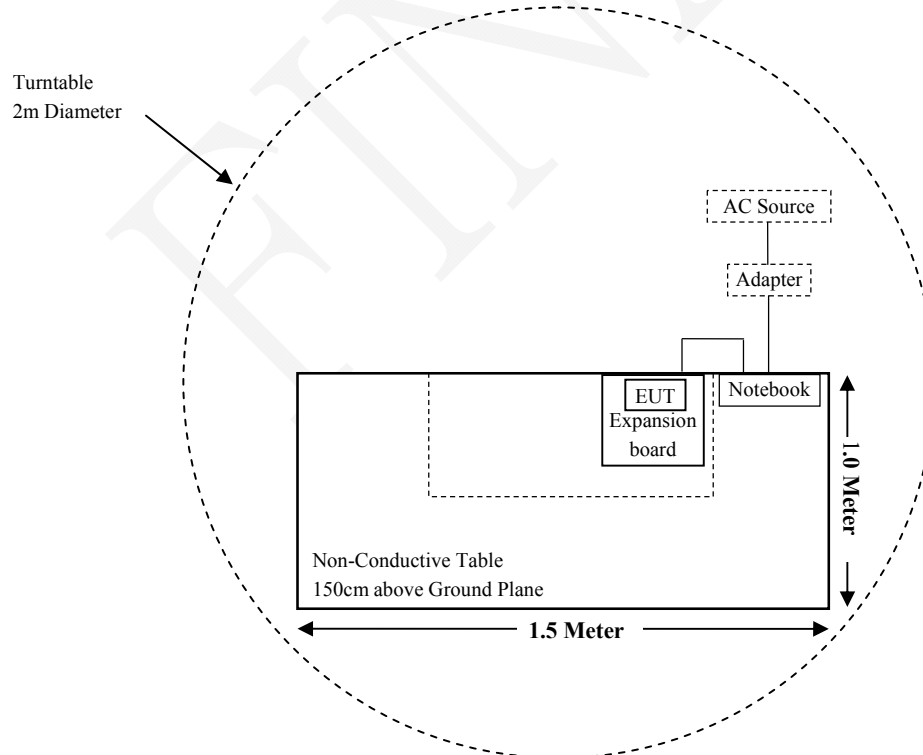 Turntable
2m Diameter
AC Source
Adapter
EUT
Expansion
board
Notebook
1.0 Meter
Non-Conductive Table
150cm above Ground Plane
1.5 Meter